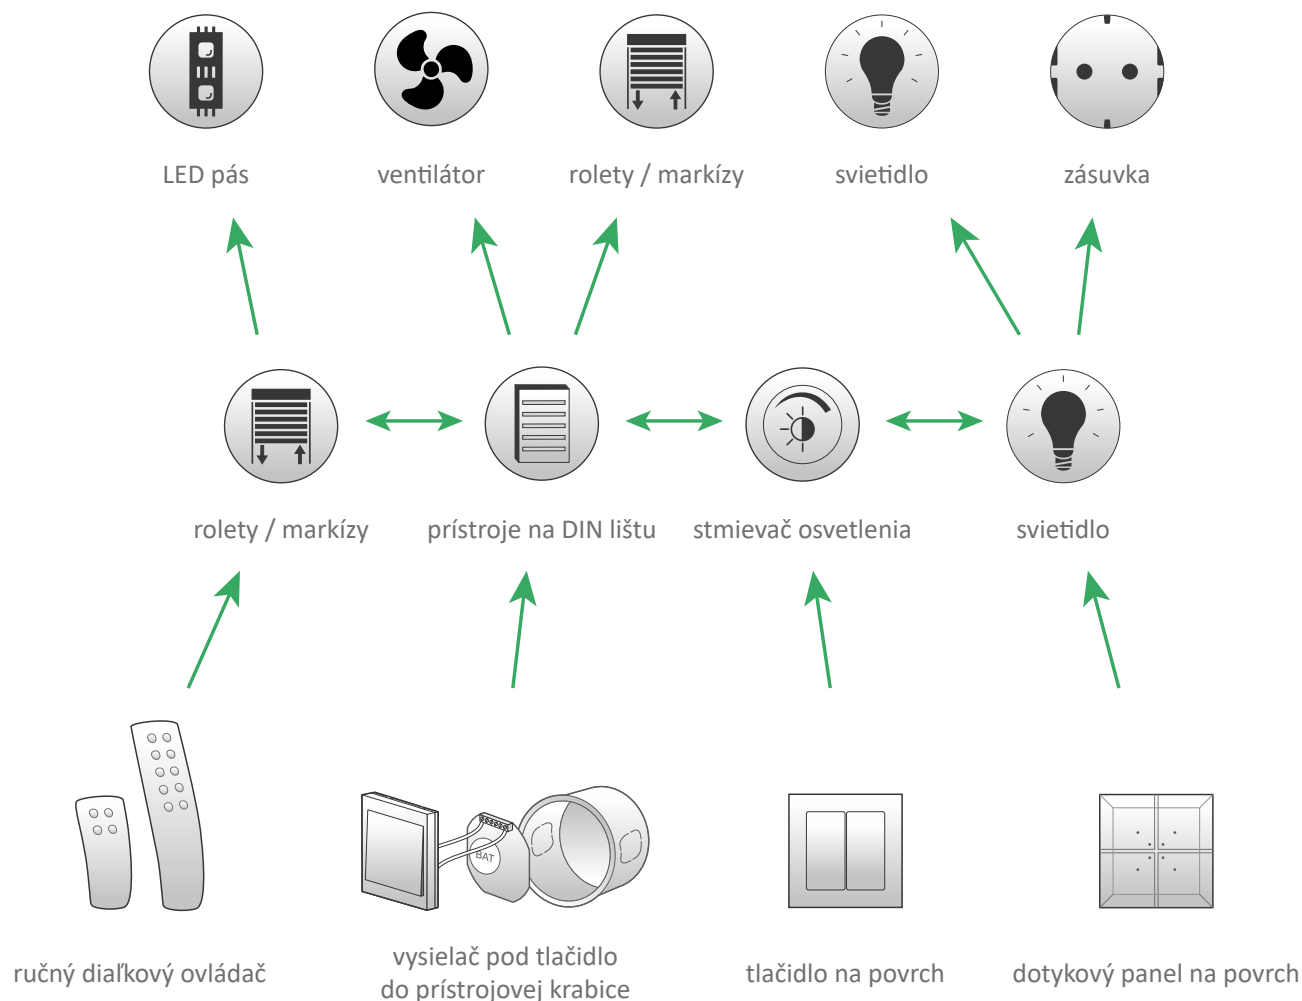 LED pás
ventilátor
rolety / markízy
svietidlo
zásuvka
rolety / markízy
prístroje na DIN lištu
stmievač osvetlenia
svietidlo
BAT
ručný diaľkový ovládač
vysielač pod tlačidlo
do prístrojovej krabice
tlačidlo na povrch
dotykový panel na povrch